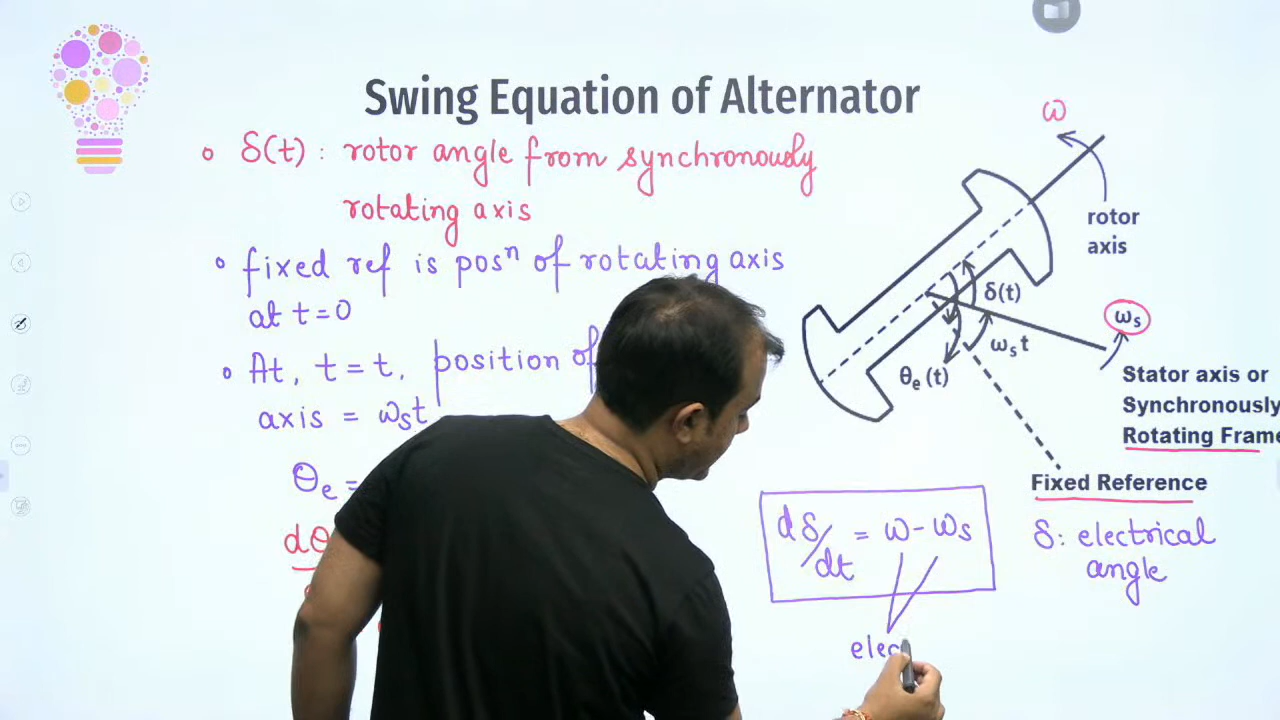 Swing Equation of Alternator
δ(t) : rotor angle from synchronously
rotating axis
fixed ref is posⁿ of rotating axis
at t=0
At, t = t, position of
axis = ωst
θe =
dθ
dδ/dt = ω - ωs
elec
ω
rotor
axis
δ(t)
ωs
ωst
θe (t)
Stator axis or
Synchronously
Rotating Frame
Fixed Reference
δ: electrical
angle